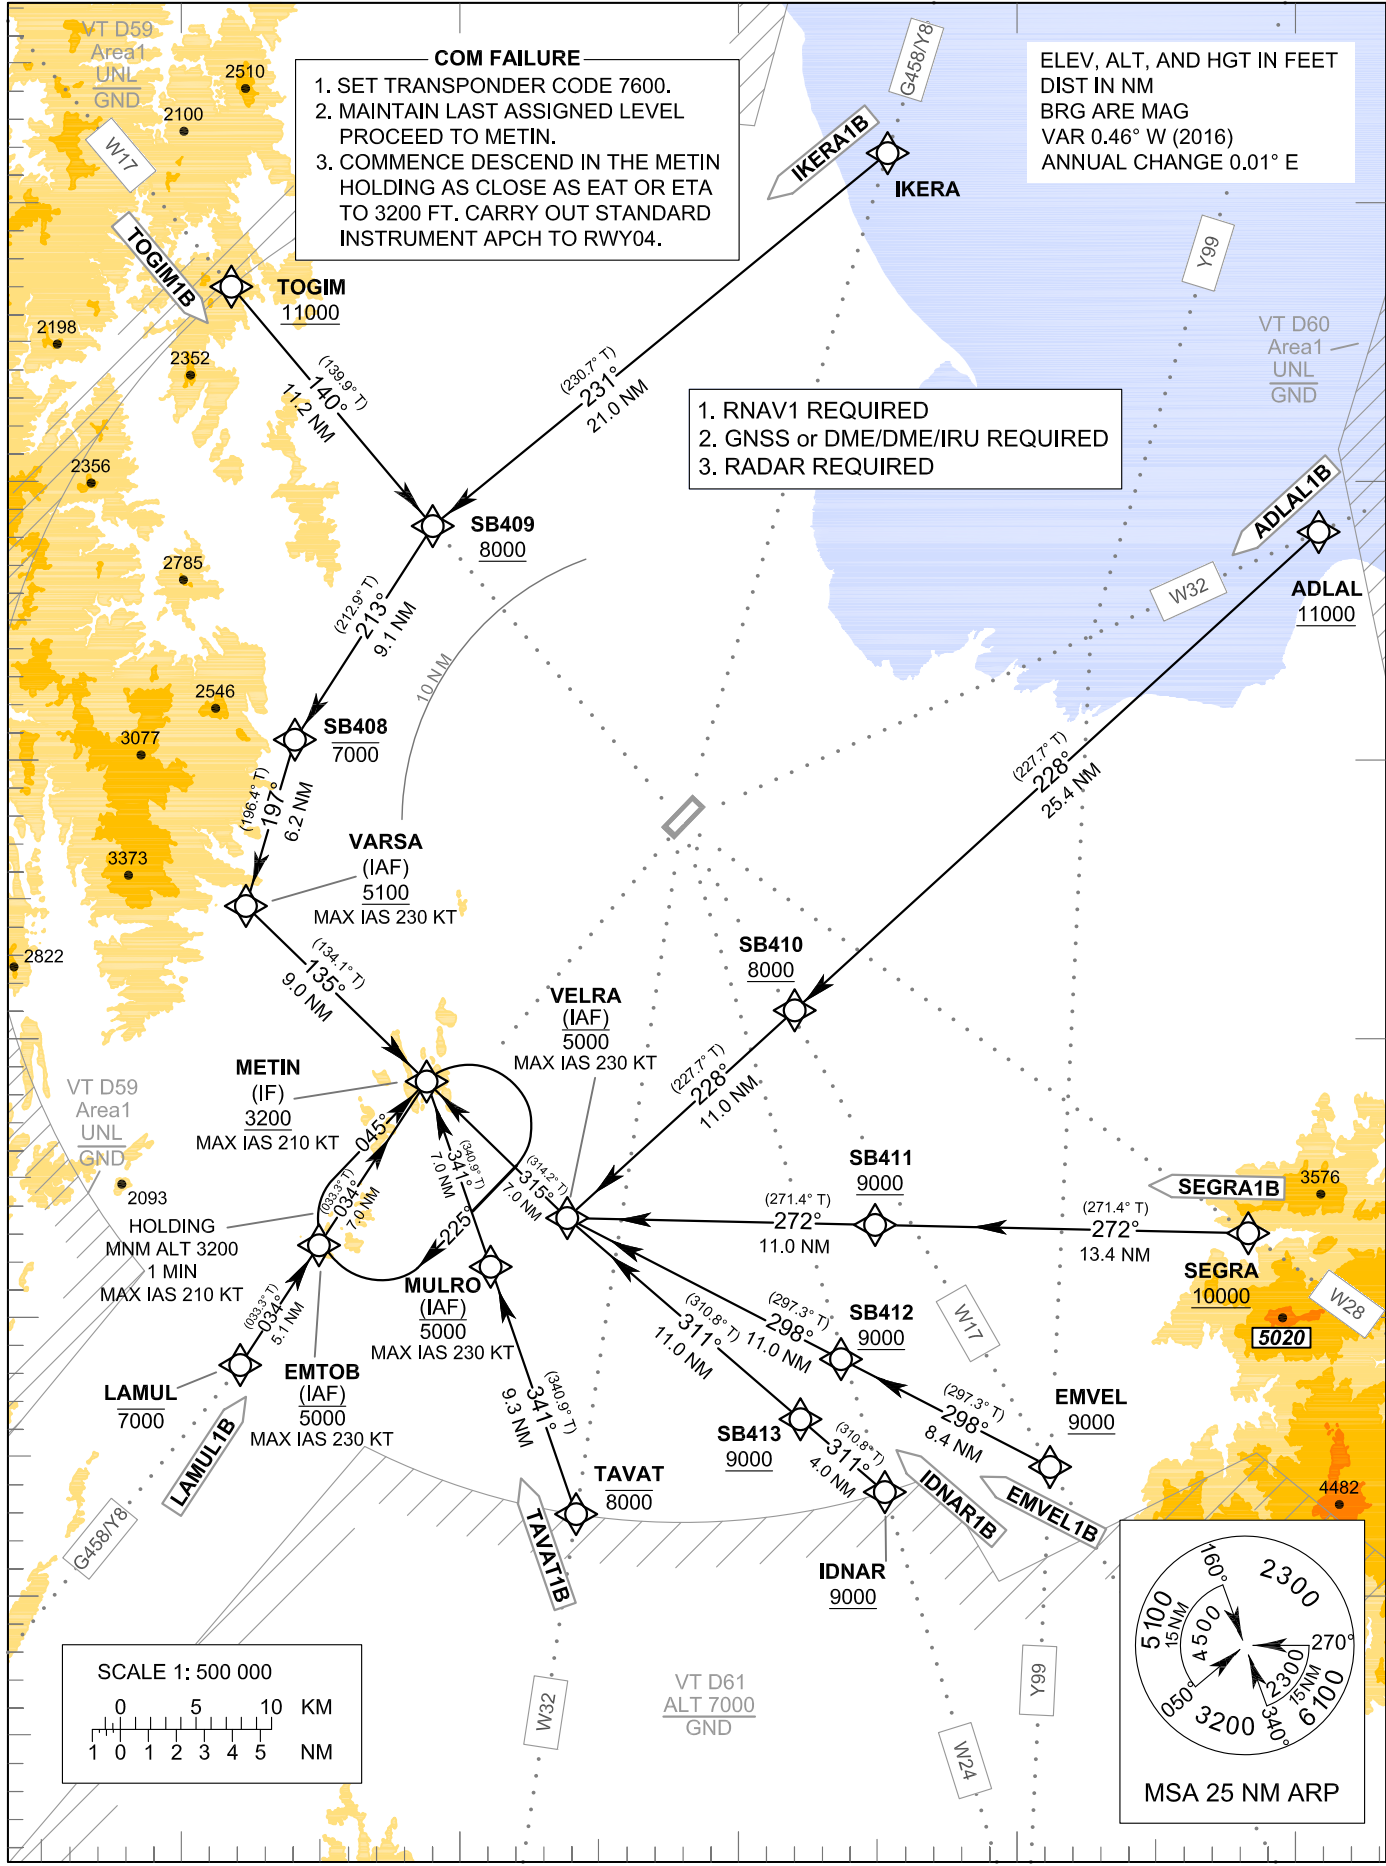 VT D59
Area1
UNL
GND
2510
2100
W17
COM FAILURE
1. SET TRANSPONDER CODE 7600.
2. MAINTAIN LAST ASSIGNED LEVEL
PROCEED TO METIN.
3. COMMENCE DESCEND IN THE METIN
HOLDING AS CLOSE AS EAT OR ETA
TO 3200 FT. CARRY OUT STANDARD
INSTRUMENT APCH TO RWY04.
G458/Y8
ELEV, ALT, AND HGT IN FEET
DIST IN NM
BRG ARE MAG
VAR 0.46° W (2016)
ANNUAL CHANGE 0.01° E
IKERA1B
IKERA
TOGIM1B
TOGIM
11000
Y99
2198
2352
VT D60
Area1
UNL
GND
(139.9° T)
140°
11.2 NM
(230.7° T)
231°
21.0 NM
1. RNAV1 REQUIRED
2. GNSS or DME/DME/IRU REQUIRED
3. RADAR REQUIRED
2356
ADLAL1B
SB409
8000
2785
W32
ADLAL
11000
(212.9° T)
213°
9.1 NM
10 NM
2546
3077
SB408
7000
(196.4° T)
197°
6.2 NM
(227.7° T)
228°
25.4 NM
3373
VARSA
(IAF)
5100
MAX IAS 230 KT
2822
(134.1° T)
135°
9.0 NM
SB410
8000
VELRA
(IAF)
5000
MAX IAS 230 KT
METIN
(IF)
3200
MAX IAS 210 KT
VT D59
Area1
UNL
GND
(227.7° T)
228°
11.0 NM
045°
(033.3° T)
034°
7.0 NM
(340.9° T)
341°
7.0 NM
(314.2° T)
315°
7.0 NM
225°
2093
HOLDING
MNM ALT 3200
1 MIN
MAX IAS 210 KT
SB411
9000
(271.4° T)
272°
11.0 NM
SEGRA1B
3576
(271.4° T)
272°
13.4 NM
SEGRA
10000
W28
5020
MULRO
(IAF)
5000
MAX IAS 230 KT
(033.3° T)
034°
5.1 NM
LAMUL
7000
EMTOB
(IAF)
5000
MAX IAS 230 KT
LAMUL1B
(310.8° T)
311°
11.0 NM
(297.3° T)
298°
11.0 NM
SB412
9000
W17
(297.3° T)
298°
8.4 NM
EMVEL
9000
(340.9° T)
341°
9.3 NM
SB413
9000
(310.8° T)
311°
4.0 NM
TAVAT
8000
TAVAT1B
IDNAR1B
EMVEL1B
IDNAR
9000
4482
G458/Y8
SCALE 1: 500 000
0 5 10 KM
1 0 1 2 3 4 5 NM
W32
VT D61
ALT 7000
GND
Y99
W24
160°
2300
5100
15 NM
4500
270°
2300
15 NM
6100
050°
3200
340°
MSA 25 NM ARP